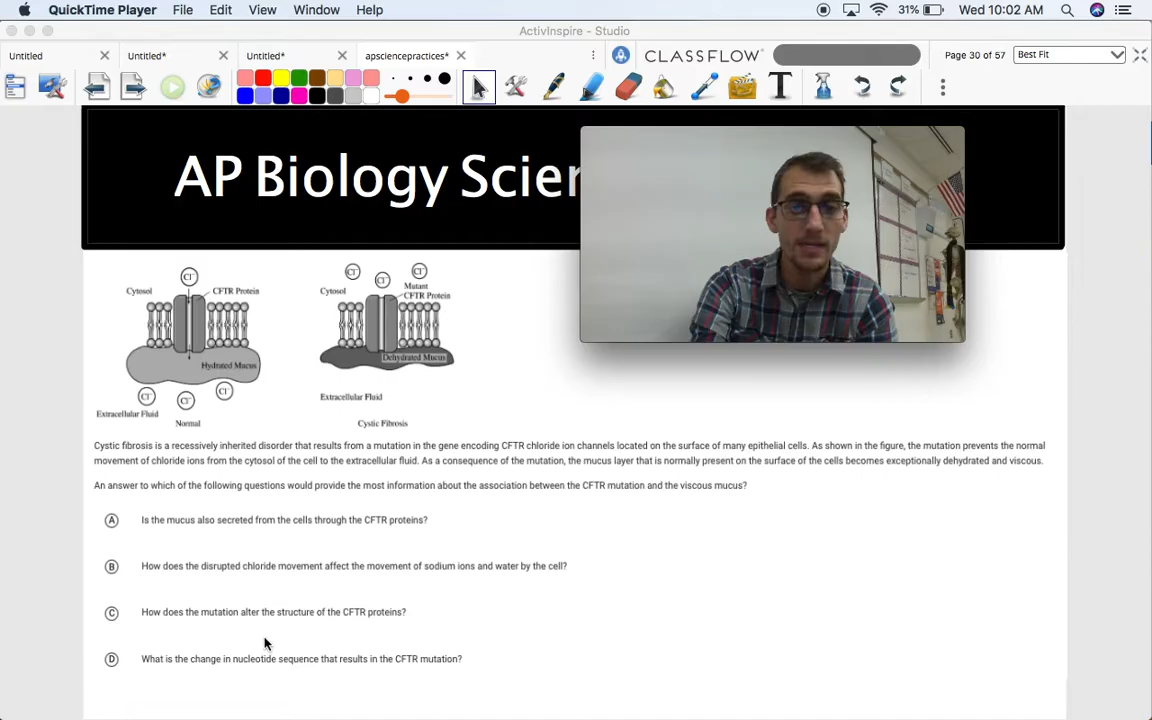 QuickTime Player File Edit View Window Help 31% Wed 10:02 AM
ActivInspire - Studio
Untitled Untitled* Untitled* apsciencepractices* CLASSFLOW Page 30 of 57 Best Fit
T
AP Biology Scien
Cl⁻ Cl⁻ Cl⁻ Cl⁻
Cytosol CFTR Protein Cytosol Mutant
CFTR Protein
Hydrated Mucus Dehydrated Mucus
Cl⁻ Cl⁻ Cl⁻ Extracellular Fluid
Extracellular Fluid
Normal Cystic Fibrosis
Cystic fibrosis is a recessively inherited disorder that results from a mutation in the gene encoding CFTR chloride ion channels located on the surface of many epithelial cells. As shown in the figure, the mutation prevents the normal
movement of chloride ions from the cytosol of the cell to the extracellular fluid. As a consequence of the mutation, the mucus layer that is normally present on the surface of the cells becomes exceptionally dehydrated and viscous.
An answer to which of the following questions would provide the most information about the association between the CFTR mutation and the viscous mucus?
A Is the mucus also secreted from the cells through the CFTR proteins?
B How does the disrupted chloride movement affect the movement of sodium ions and water by the cell?
C How does the mutation alter the structure of the CFTR proteins?
D What is the change in nucleotide sequence that results in the CFTR mutation?